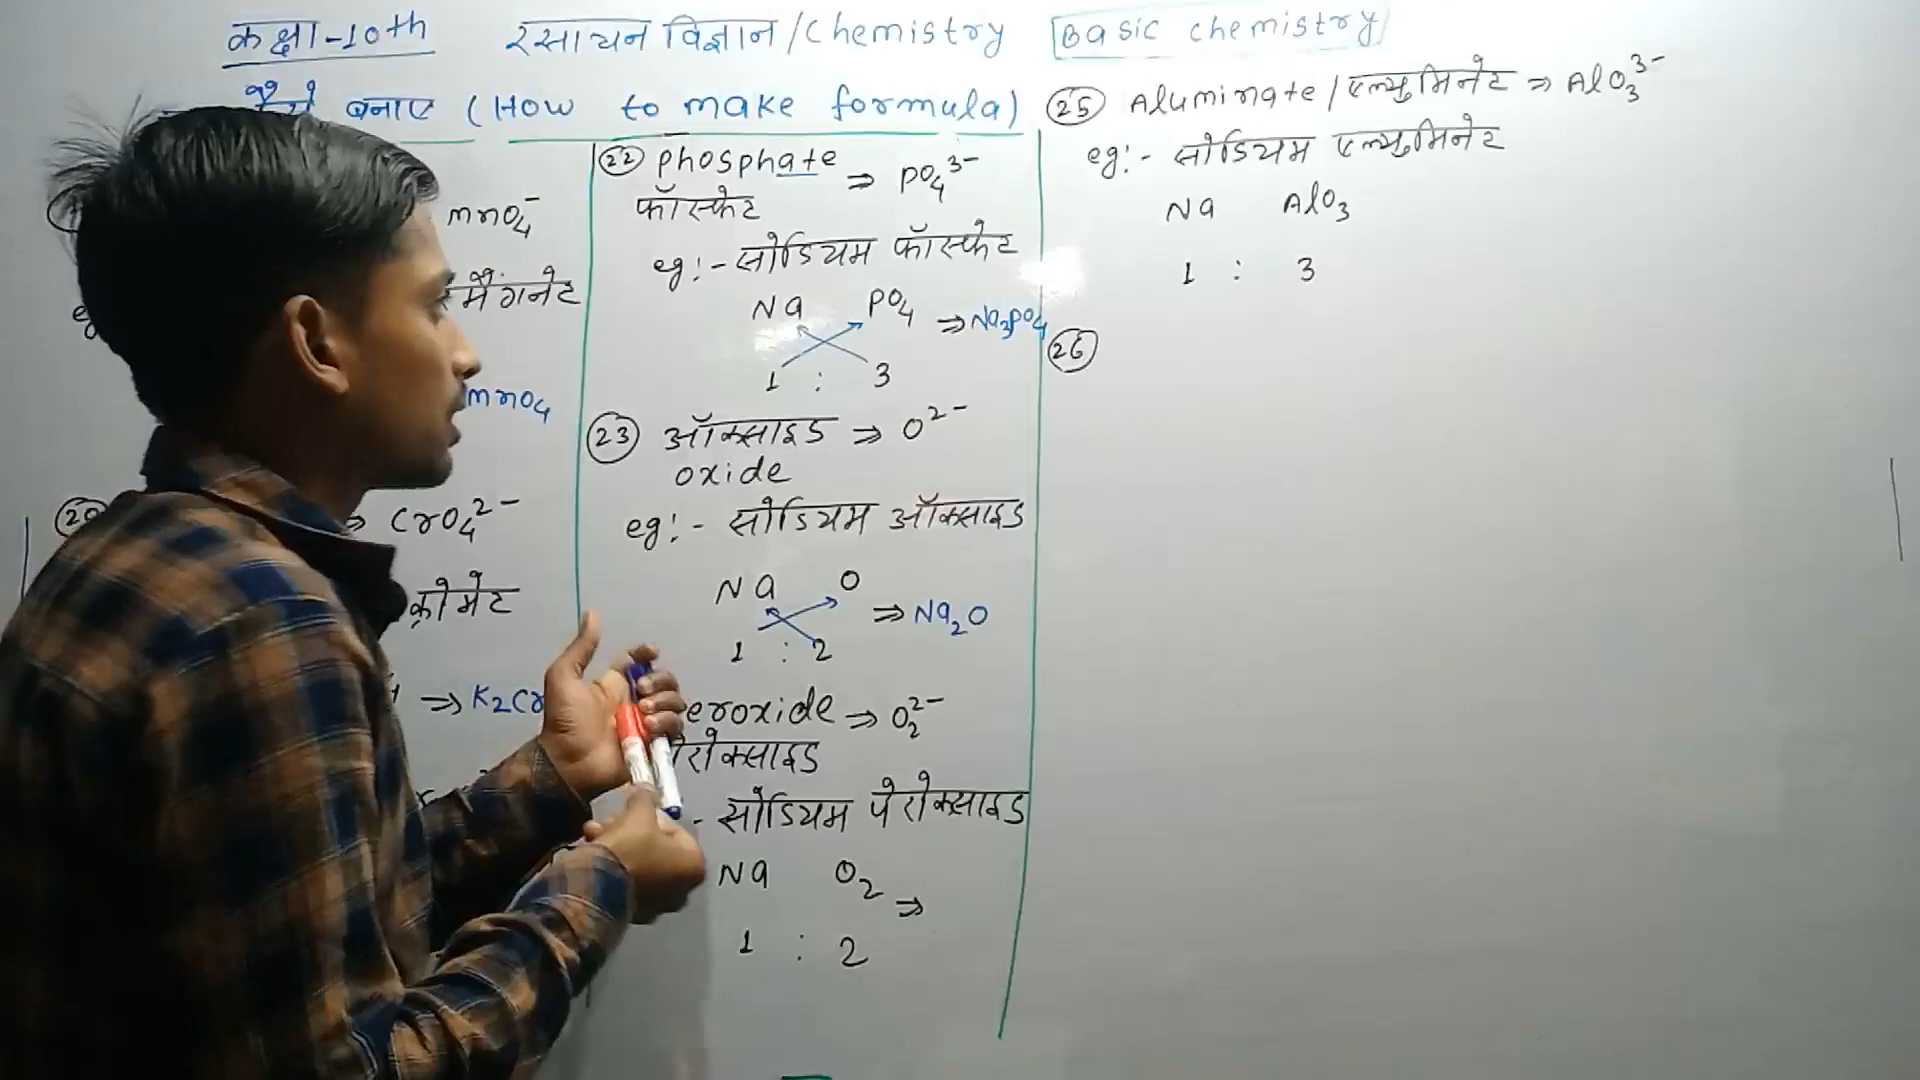 कक्षा-10th रसायन विज्ञान/Chemistry Basic chemistry
कैसे बनाए (How to make formula)
MnO₄⁻
मैंगनेट
MnO₄
20 ⇒ CrO₄²⁻
क्रोमेट
⇒ K₂Cr
22 Phosphate ⇒ PO₄³⁻
फॉस्फेट
eg:- सोडियम फॉस्फेट
Na PO₄ ⇒ Na₃PO₄
1 : 3
23 ऑक्साइड ⇒ O²⁻
oxide
eg:- सोडियम ऑक्साइड
Na O ⇒ Na₂O
1 : 2
eroxide ⇒ O₂²⁻
रोक्साइड
- सोडियम पेरोक्साइड
Na O₂ ⇒
1 : 2
25 Aluminate/एल्युमिनेट ⇒ AlO₃³⁻
eg:- सोडियम एल्युमिनेट
Na AlO₃
1 : 3
26